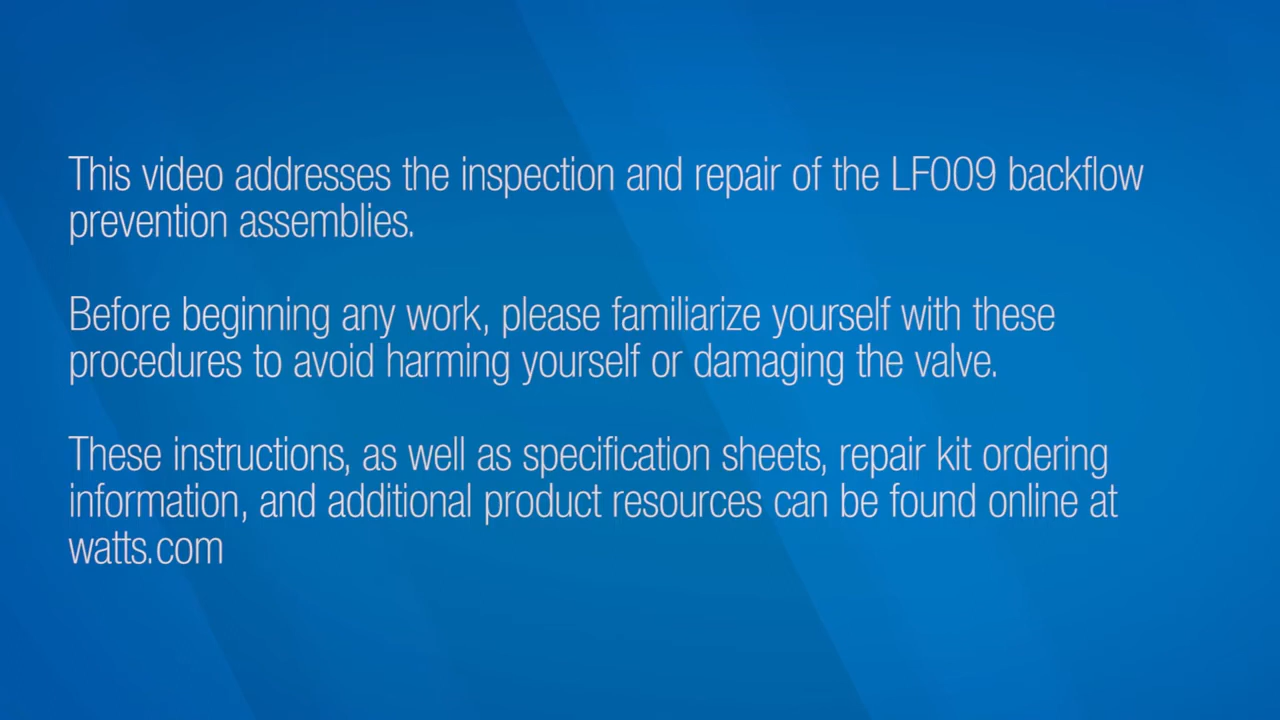 This video addresses the inspection and repair of the LF009 backflow
prevention assemblies.
Before beginning any work, please familiarize yourself with these
procedures to avoid harming yourself or damaging the valve.
These instructions, as well as specification sheets, repair kit ordering
information, and additional product resources can be found online at
watts.com